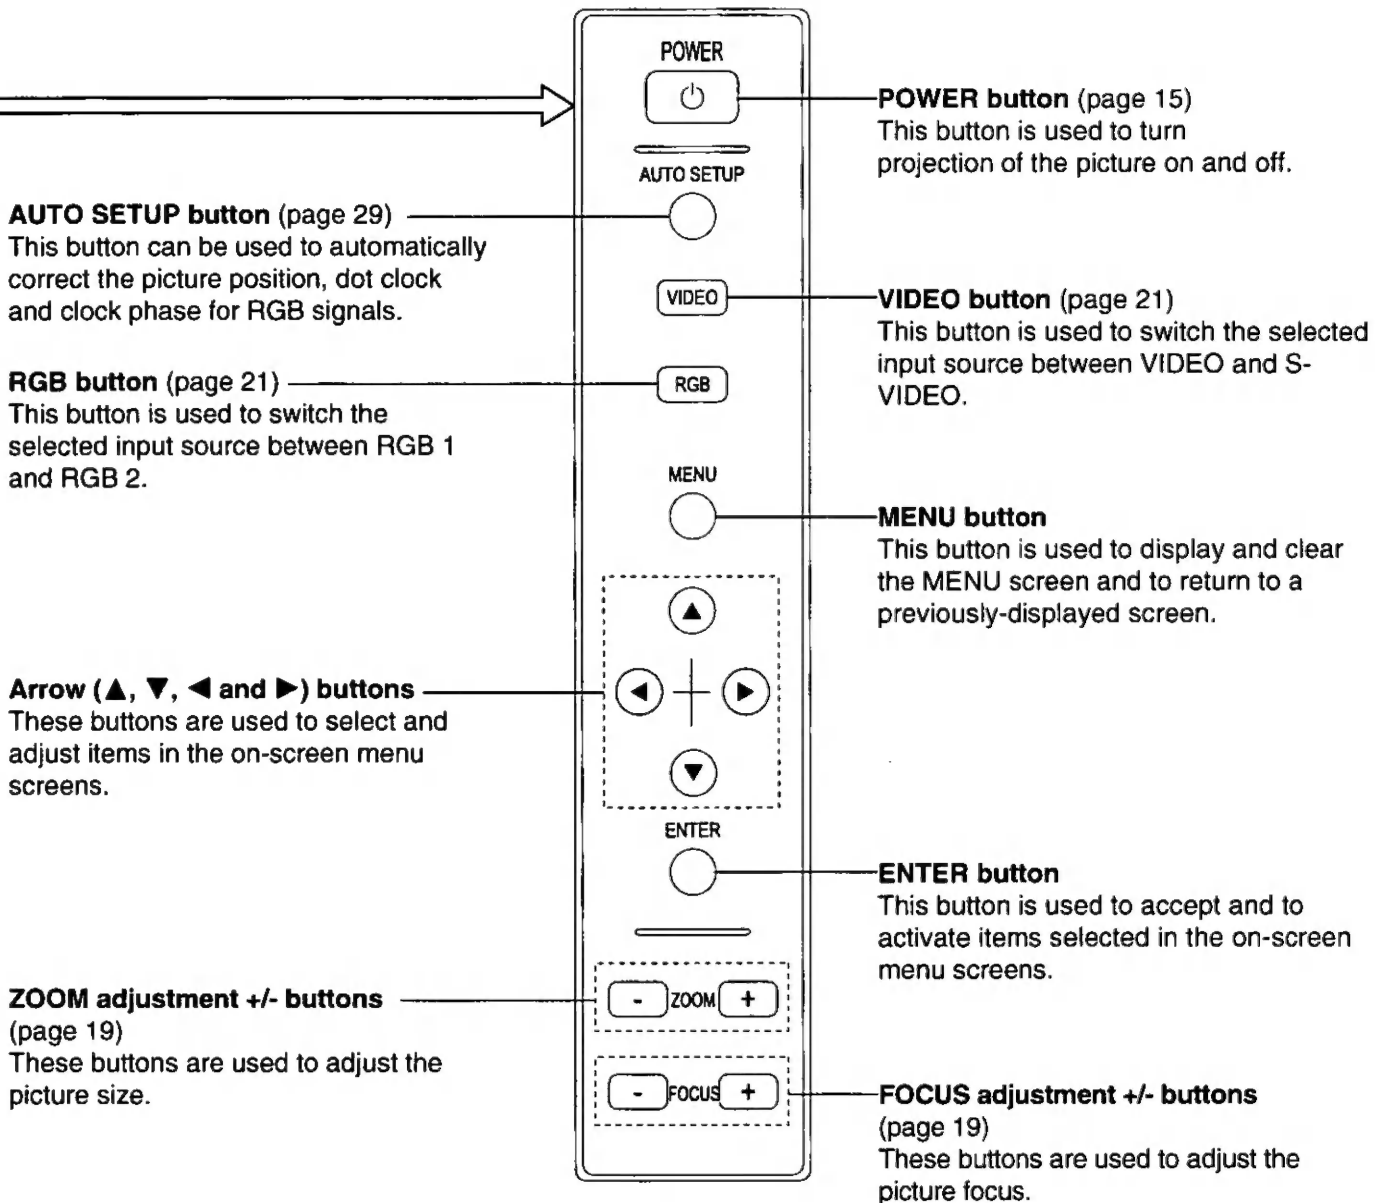 POWER
AUTO SETUP
VIDEO
RGB
MENU
▲
◀ ▶
▼
ENTER
- ZOOM +
- FOCUS +
AUTO SETUP button (page 29)
This button can be used to automatically
correct the picture position, dot clock
and clock phase for RGB signals.
RGB button (page 21)
This button is used to switch the
selected input source between RGB 1
and RGB 2.
Arrow (▲, ▼, ◀ and ▶) buttons
These buttons are used to select and
adjust items in the on-screen menu
screens.
ZOOM adjustment +/- buttons
(page 19)
These buttons are used to adjust the
picture size.
POWER button (page 15)
This button is used to turn
projection of the picture on and off.
VIDEO button (page 21)
This button is used to switch the selected
input source between VIDEO and S-
VIDEO.
MENU button
This button is used to display and clear
the MENU screen and to return to a
previously-displayed screen.
ENTER button
This button is used to accept and to
activate items selected in the on-screen
menu screens.
FOCUS adjustment +/- buttons
(page 19)
These buttons are used to adjust the
picture focus.